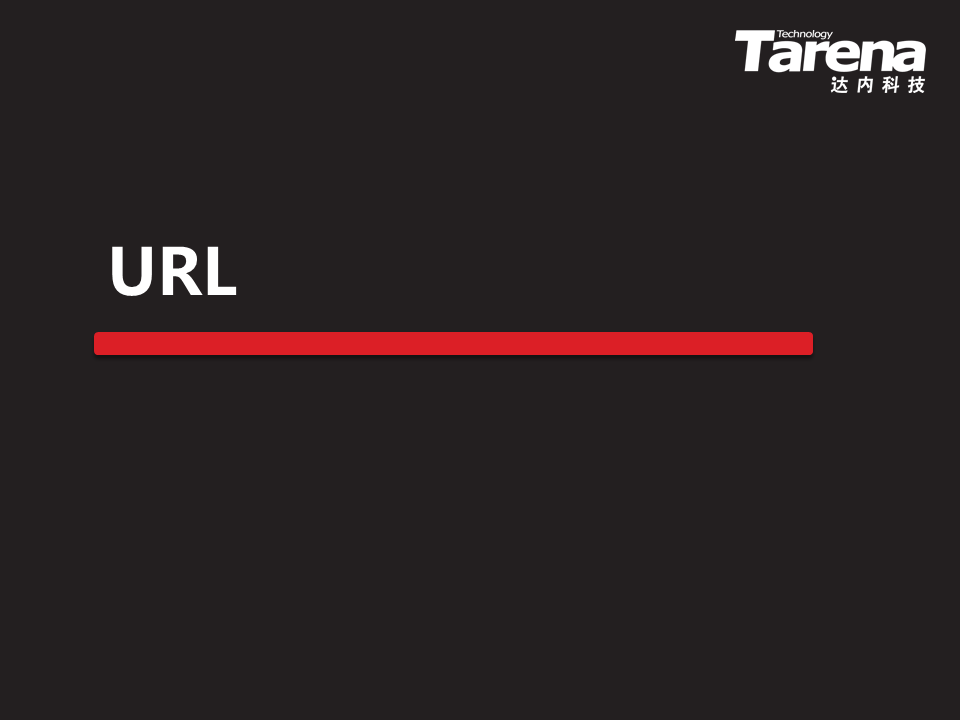 Technology
Tarena
达内科技
URL